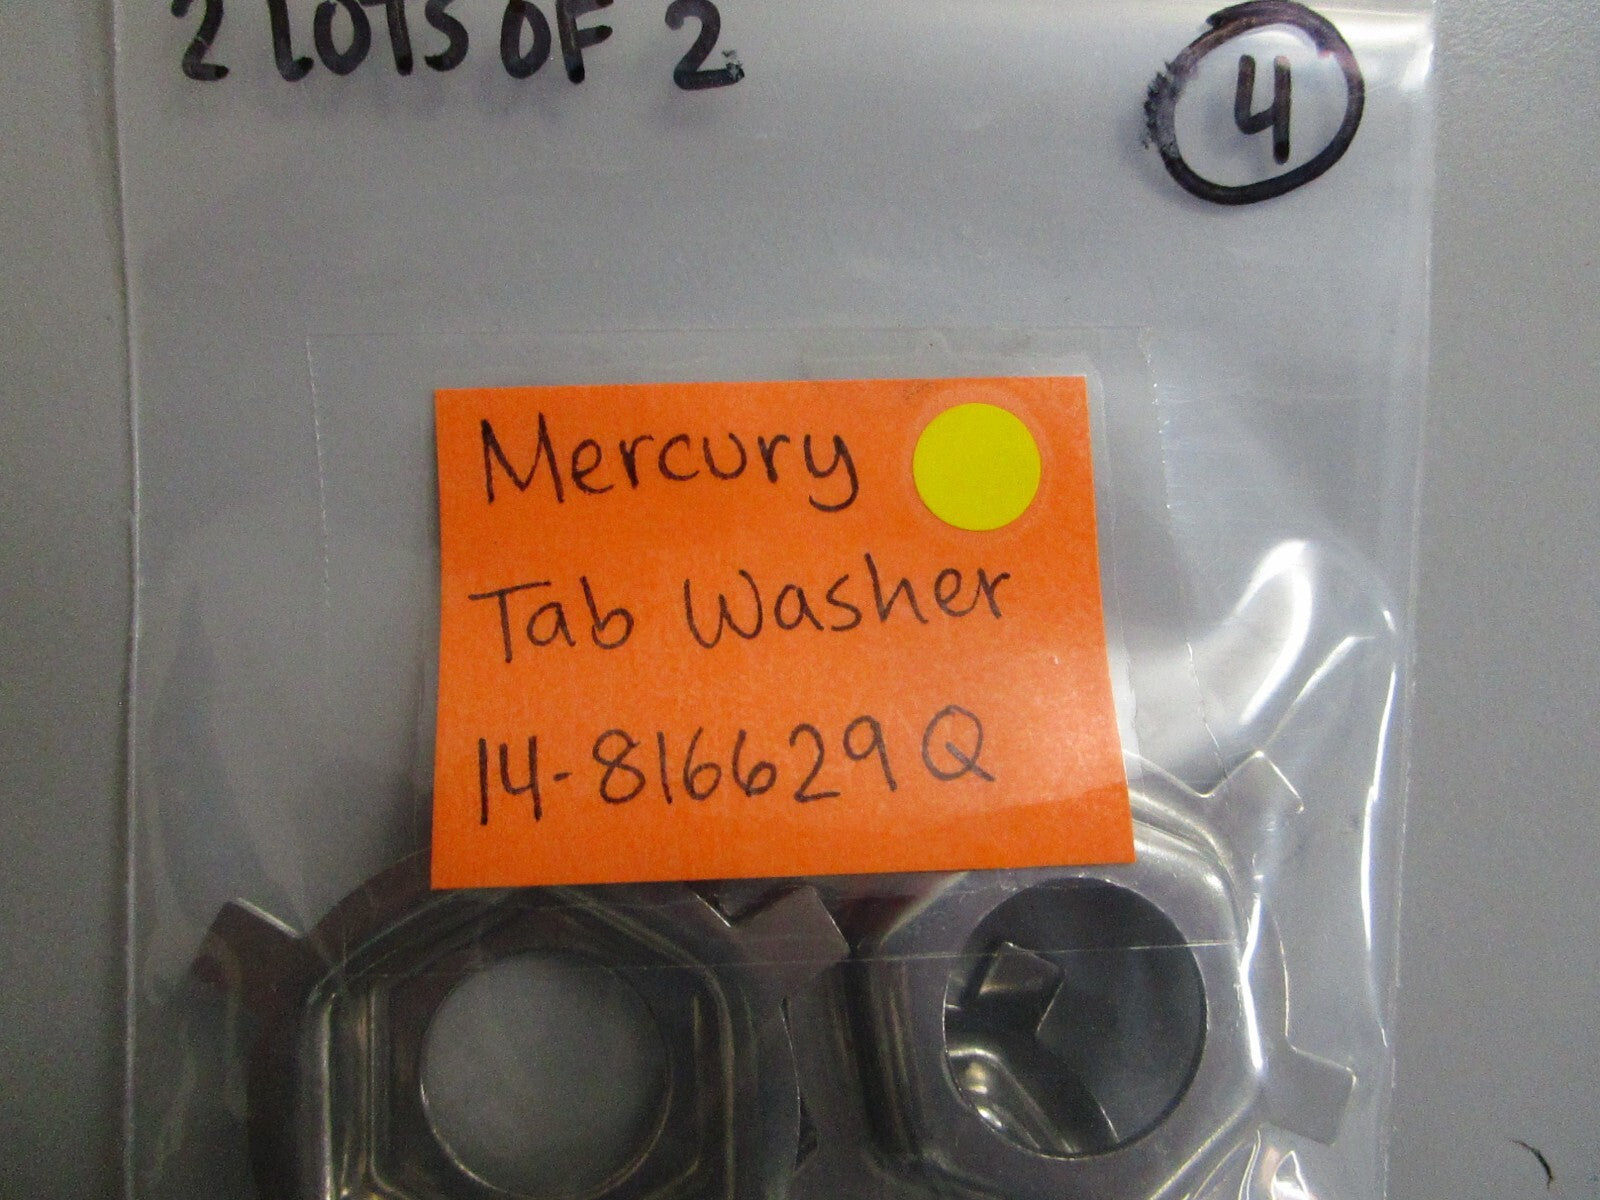 2 LOTS OF 2
4
Mercury
Tab Washer
14-816629Q